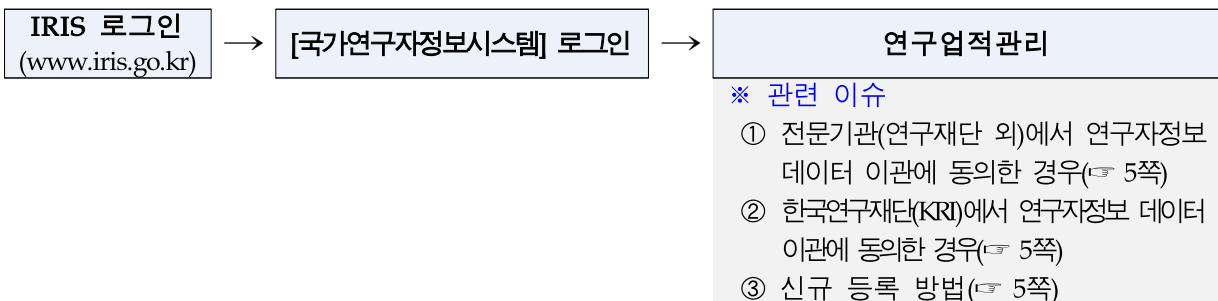 IRIS 로그인
(www.iris.go.kr)
→
[국가연구자정보시스템] 로그인
→
연구업적관리
※ 관련 이슈
① 전문기관(연구재단 외)에서 연구자정보
데이터 이관에 동의한 경우(☞ 5쪽)
② 한국연구재단(KRI)에서 연구자정보 데이터
이관에 동의한 경우(☞ 5쪽)
③ 신규 등록 방법(☞ 5쪽)